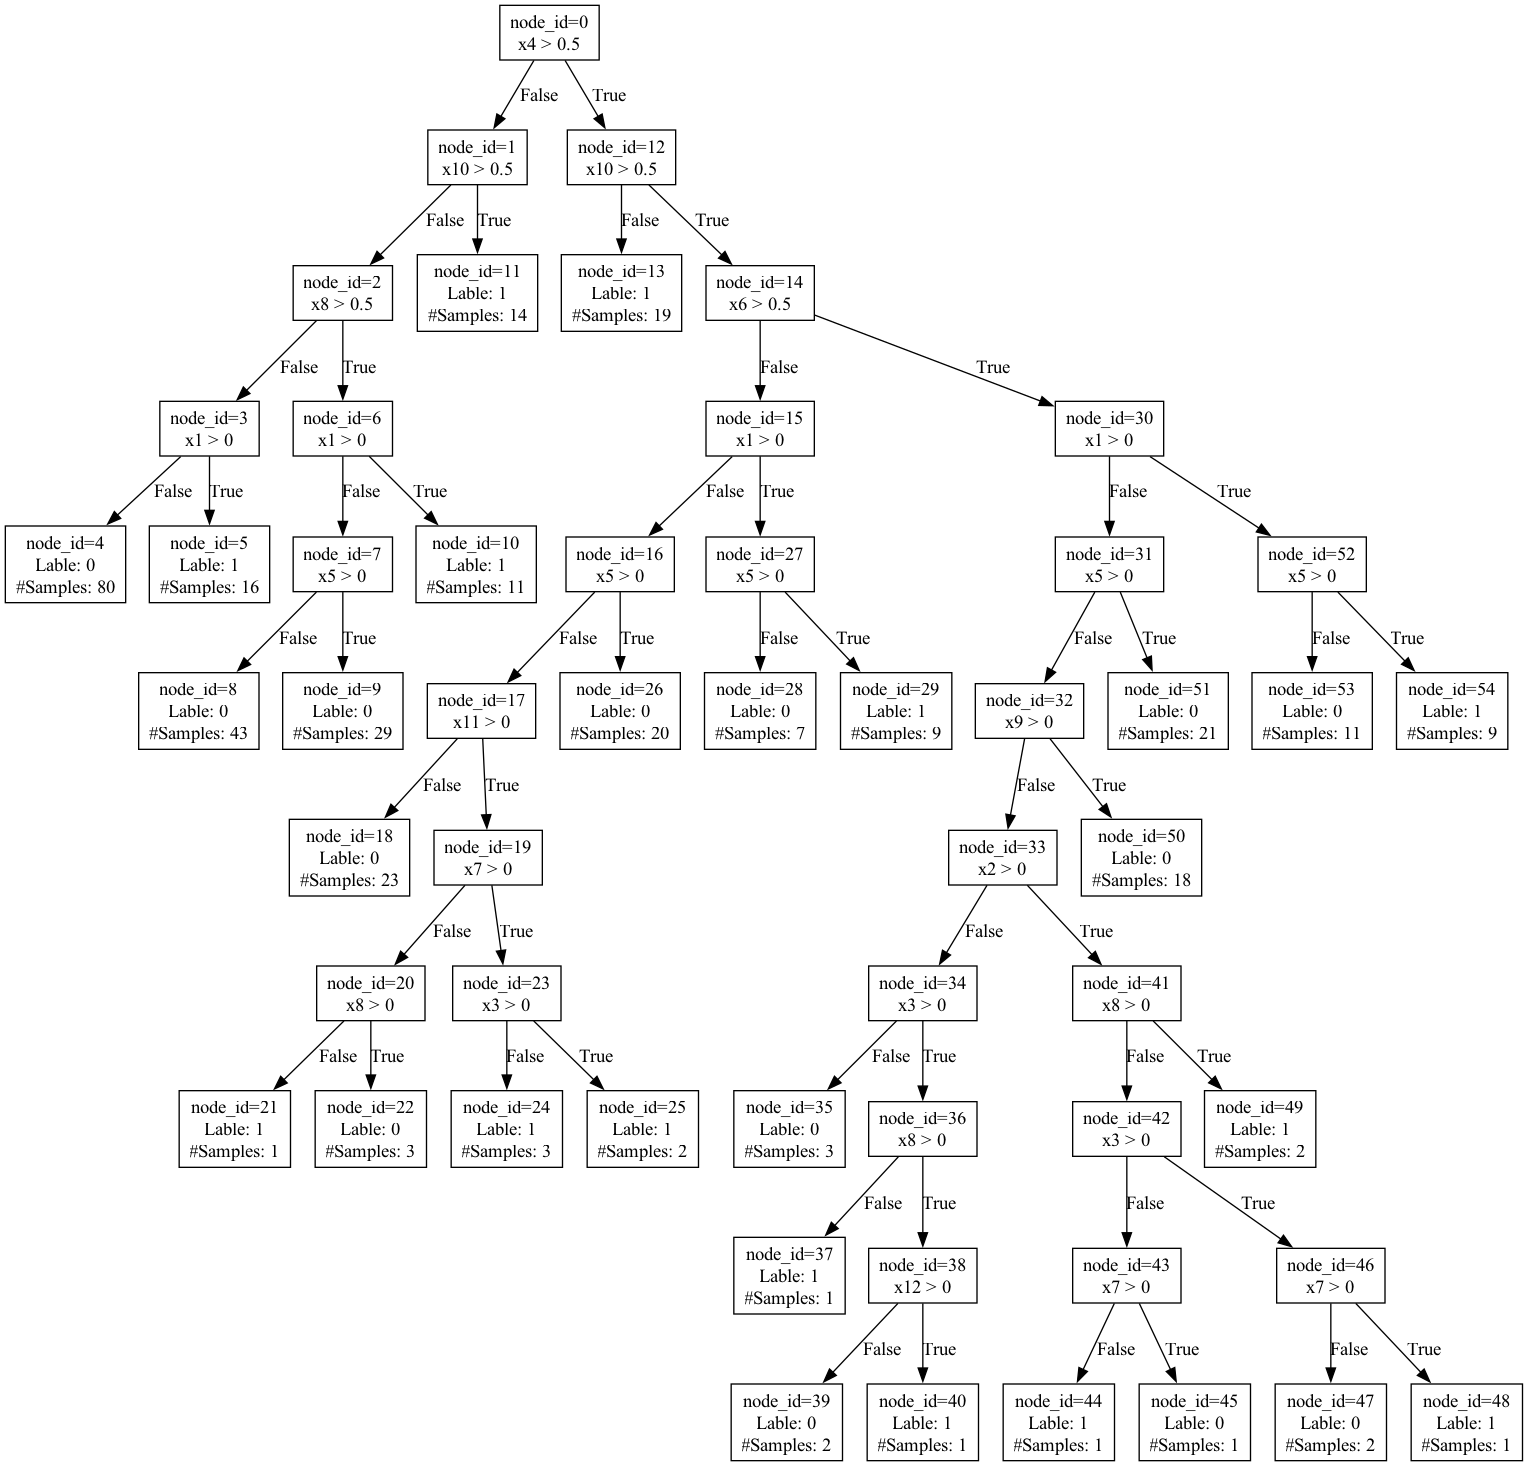 node_id=0
x4 > 0.5
False
True
node_id=1
x10 > 0.5
node_id=12
x10 > 0.5
False
True
False
True
node_id=2
x8 > 0.5
node_id=11
Lable: 1
#Samples: 14
node_id=13
Lable: 1
#Samples: 19
node_id=14
x6 > 0.5
False
True
False
True
node_id=3
x1 > 0
node_id=6
x1 > 0
node_id=15
x1 > 0
node_id=30
x1 > 0
False
True
False
True
False
True
False
True
node_id=4
Lable: 0
#Samples: 80
node_id=5
Lable: 1
#Samples: 16
node_id=7
x5 > 0
node_id=10
Lable: 1
#Samples: 11
node_id=16
x5 > 0
node_id=27
x5 > 0
node_id=31
x5 > 0
node_id=52
x5 > 0
False
True
False
True
False
True
False
True
False
True
node_id=8
Lable: 0
#Samples: 43
node_id=9
Lable: 0
#Samples: 29
node_id=17
x11 > 0
node_id=26
Lable: 0
#Samples: 20
node_id=28
Lable: 0
#Samples: 7
node_id=29
Lable: 1
#Samples: 9
node_id=32
x9 > 0
node_id=51
Lable: 0
#Samples: 21
node_id=53
Lable: 0
#Samples: 11
node_id=54
Lable: 1
#Samples: 9
False
True
False
True
node_id=18
Lable: 0
#Samples: 23
node_id=19
x7 > 0
node_id=33
x2 > 0
node_id=50
Lable: 0
#Samples: 18
False
True
False
True
node_id=20
x8 > 0
node_id=23
x3 > 0
node_id=34
x3 > 0
node_id=41
x8 > 0
False
True
False
True
False
True
False
True
node_id=21
Lable: 1
#Samples: 1
node_id=22
Lable: 0
#Samples: 3
node_id=24
Lable: 1
#Samples: 3
node_id=25
Lable: 1
#Samples: 2
node_id=35
Lable: 0
#Samples: 3
node_id=36
x8 > 0
node_id=42
x3 > 0
node_id=49
Lable: 1
#Samples: 2
False
True
False
True
node_id=37
Lable: 1
#Samples: 1
node_id=38
x12 > 0
node_id=43
x7 > 0
node_id=46
x7 > 0
False
True
False
True
False
True
node_id=39
Lable: 0
#Samples: 2
node_id=40
Lable: 1
#Samples: 1
node_id=44
Lable: 1
#Samples: 1
node_id=45
Lable: 0
#Samples: 1
node_id=47
Lable: 0
#Samples: 2
node_id=48
Lable: 1
#Samples: 1